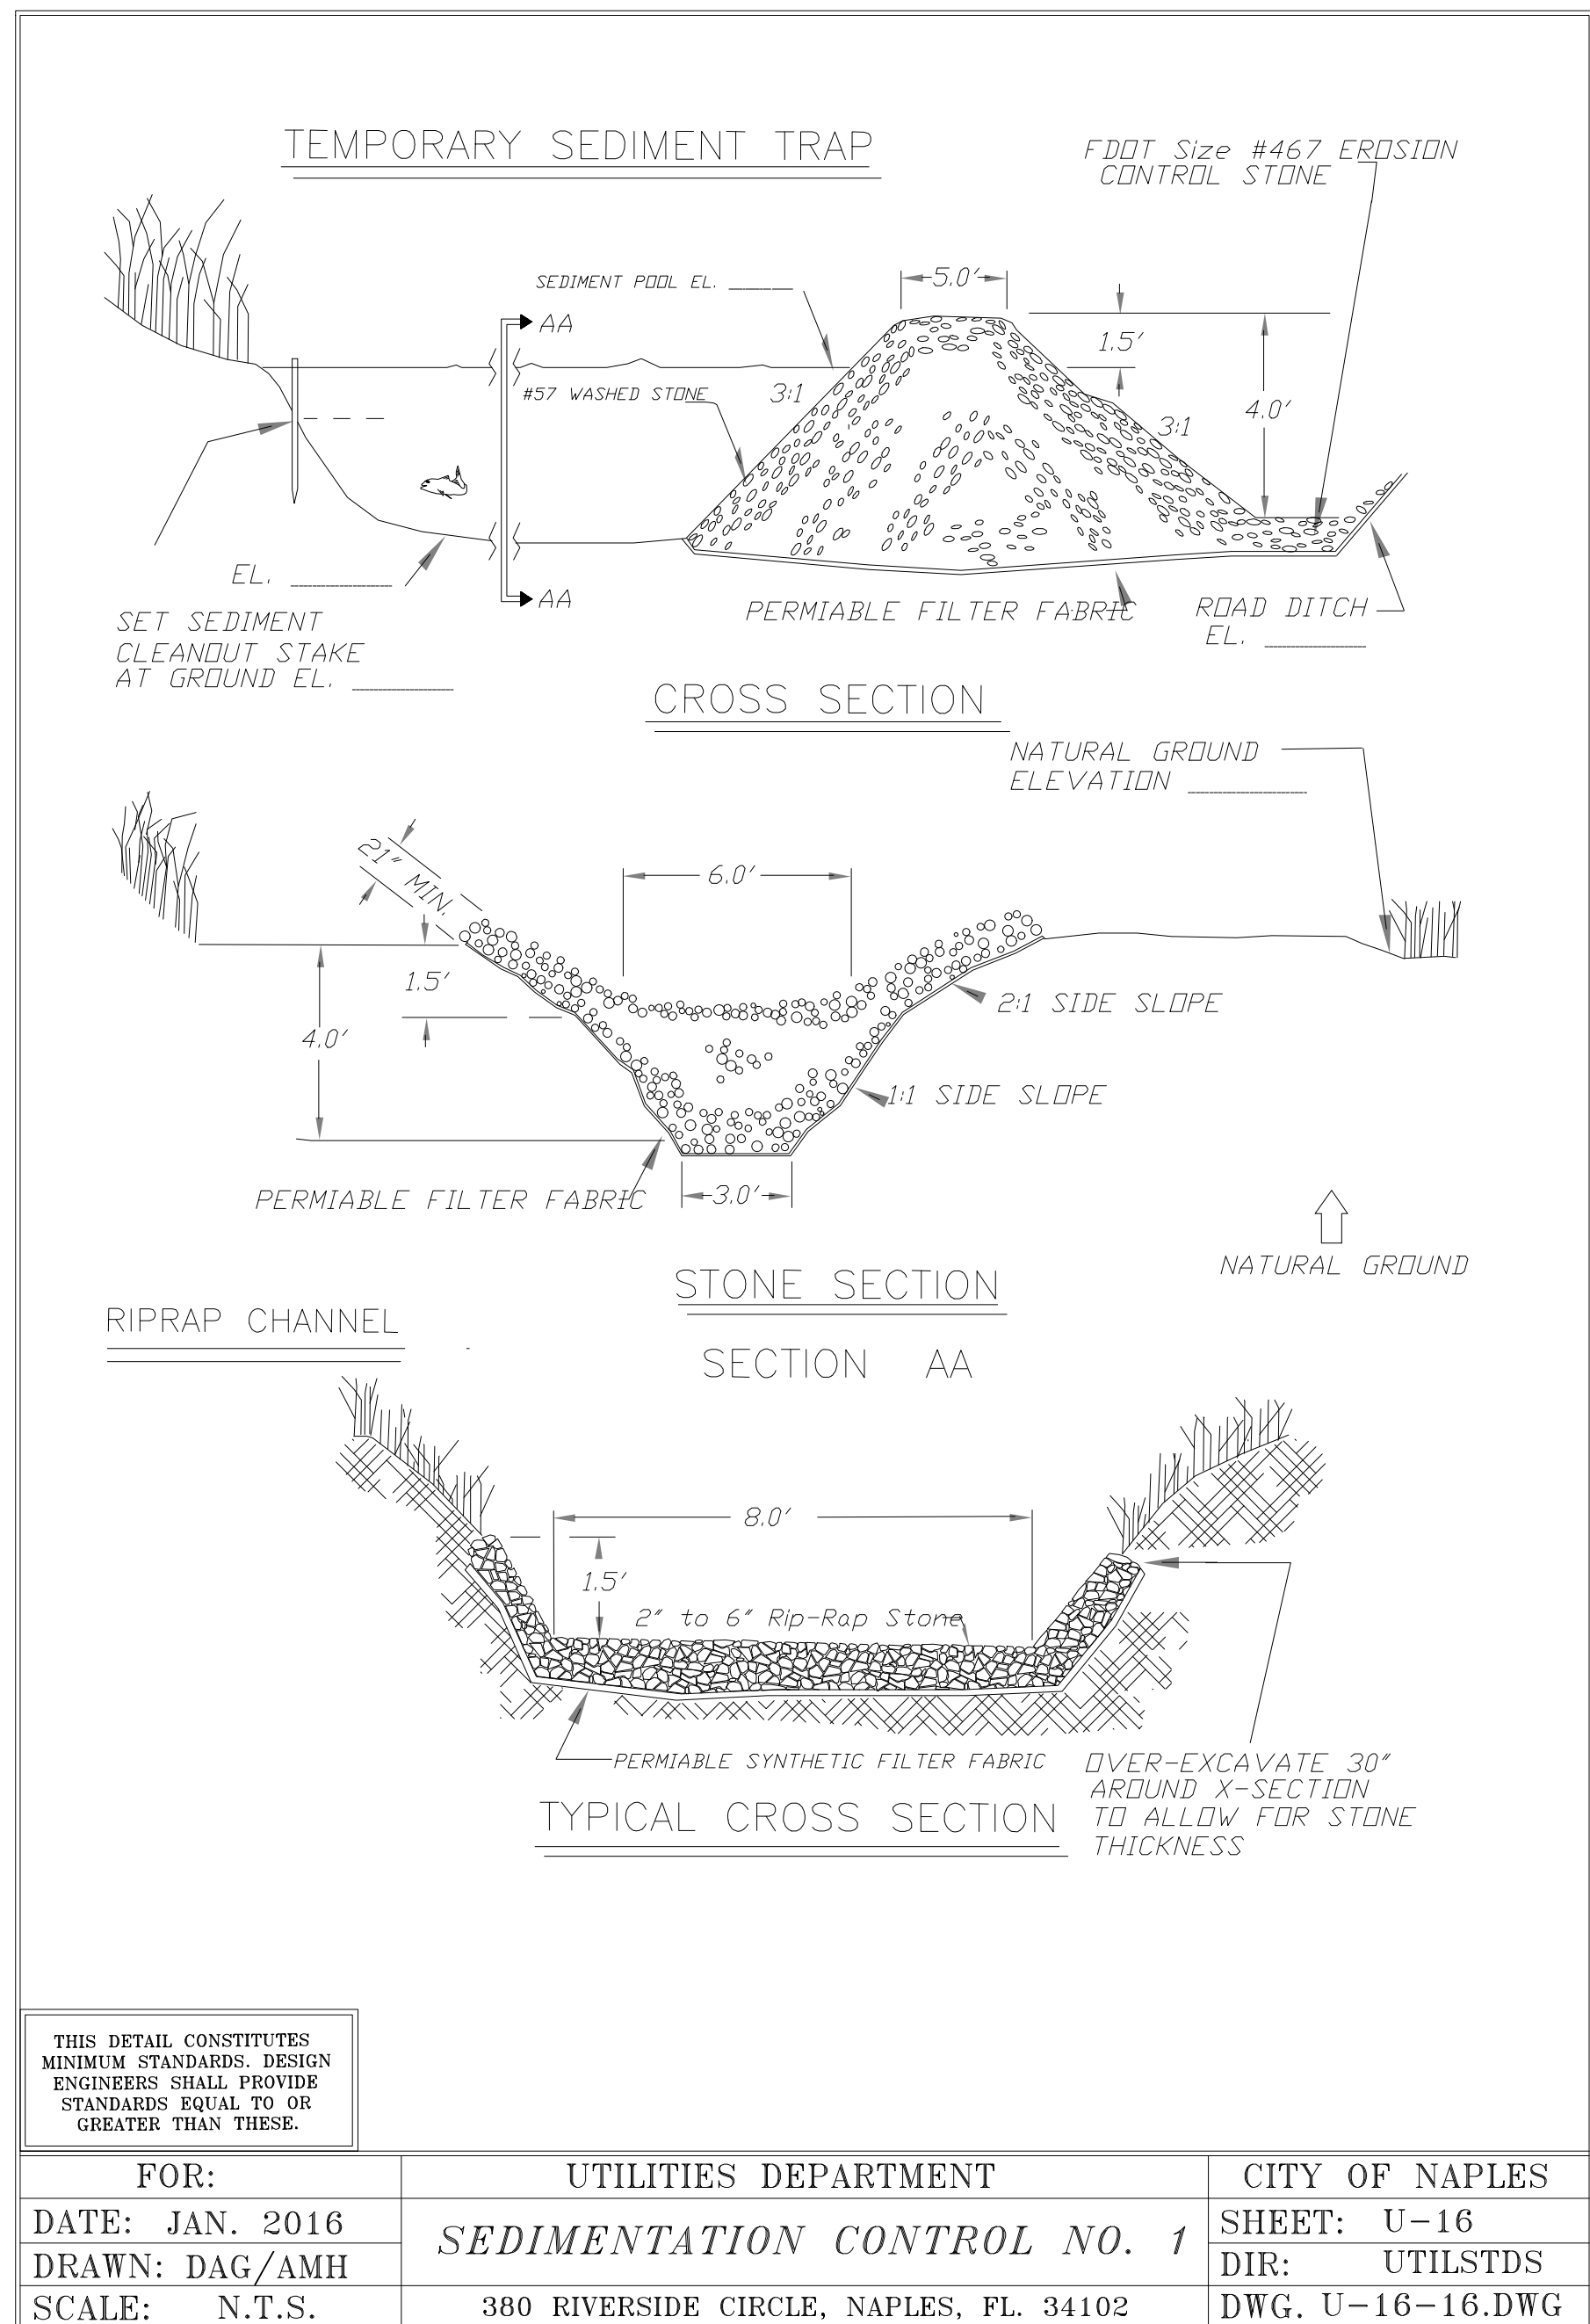 TEMPORARY SEDIMENT TRAP
FDOT Size #467 EROSION
CONTROL STONE
SEDIMENT POOL EL. ______
5.0'
AA
1.5'
#57 WASHED STONE
3:1
4.0'
3:1
EL. ______
AA
PERMIABLE FILTER FABRIC
ROAD DITCH
EL. ______
SET SEDIMENT
CLEANOUT STAKE
AT GROUND EL. ______
CROSS SECTION
NATURAL GROUND
ELEVATION ______
21" MIN.
6.0'
1.5'
4.0'
2:1 SIDE SLOPE
1:1 SIDE SLOPE
PERMIABLE FILTER FABRIC
3.0'
NATURAL GROUND
STONE SECTION
RIPRAP CHANNEL
SECTION AA
8.0'
1.5'
2" to 6" Rip-Rap Stone
PERMIABLE SYNTHETIC FILTER FABRIC
OVER-EXCAVATE 30"
AROUND X-SECTION
TO ALLOW FOR STONE
THICKNESS
TYPICAL CROSS SECTION
THIS DETAIL CONSTITUTES
MINIMUM STANDARDS. DESIGN
ENGINEERS SHALL PROVIDE
STANDARDS EQUAL TO OR
GREATER THAN THESE.
FOR:
UTILITIES DEPARTMENT
CITY OF NAPLES
DATE: JAN. 2016
SEDIMENTATION CONTROL NO. 1
SHEET: U-16
DRAWN: DAG/AMH
DIR: UTILSTDS
SCALE: N.T.S.
380 RIVERSIDE CIRCLE, NAPLES, FL. 34102
DWG. U-16-16.DWG